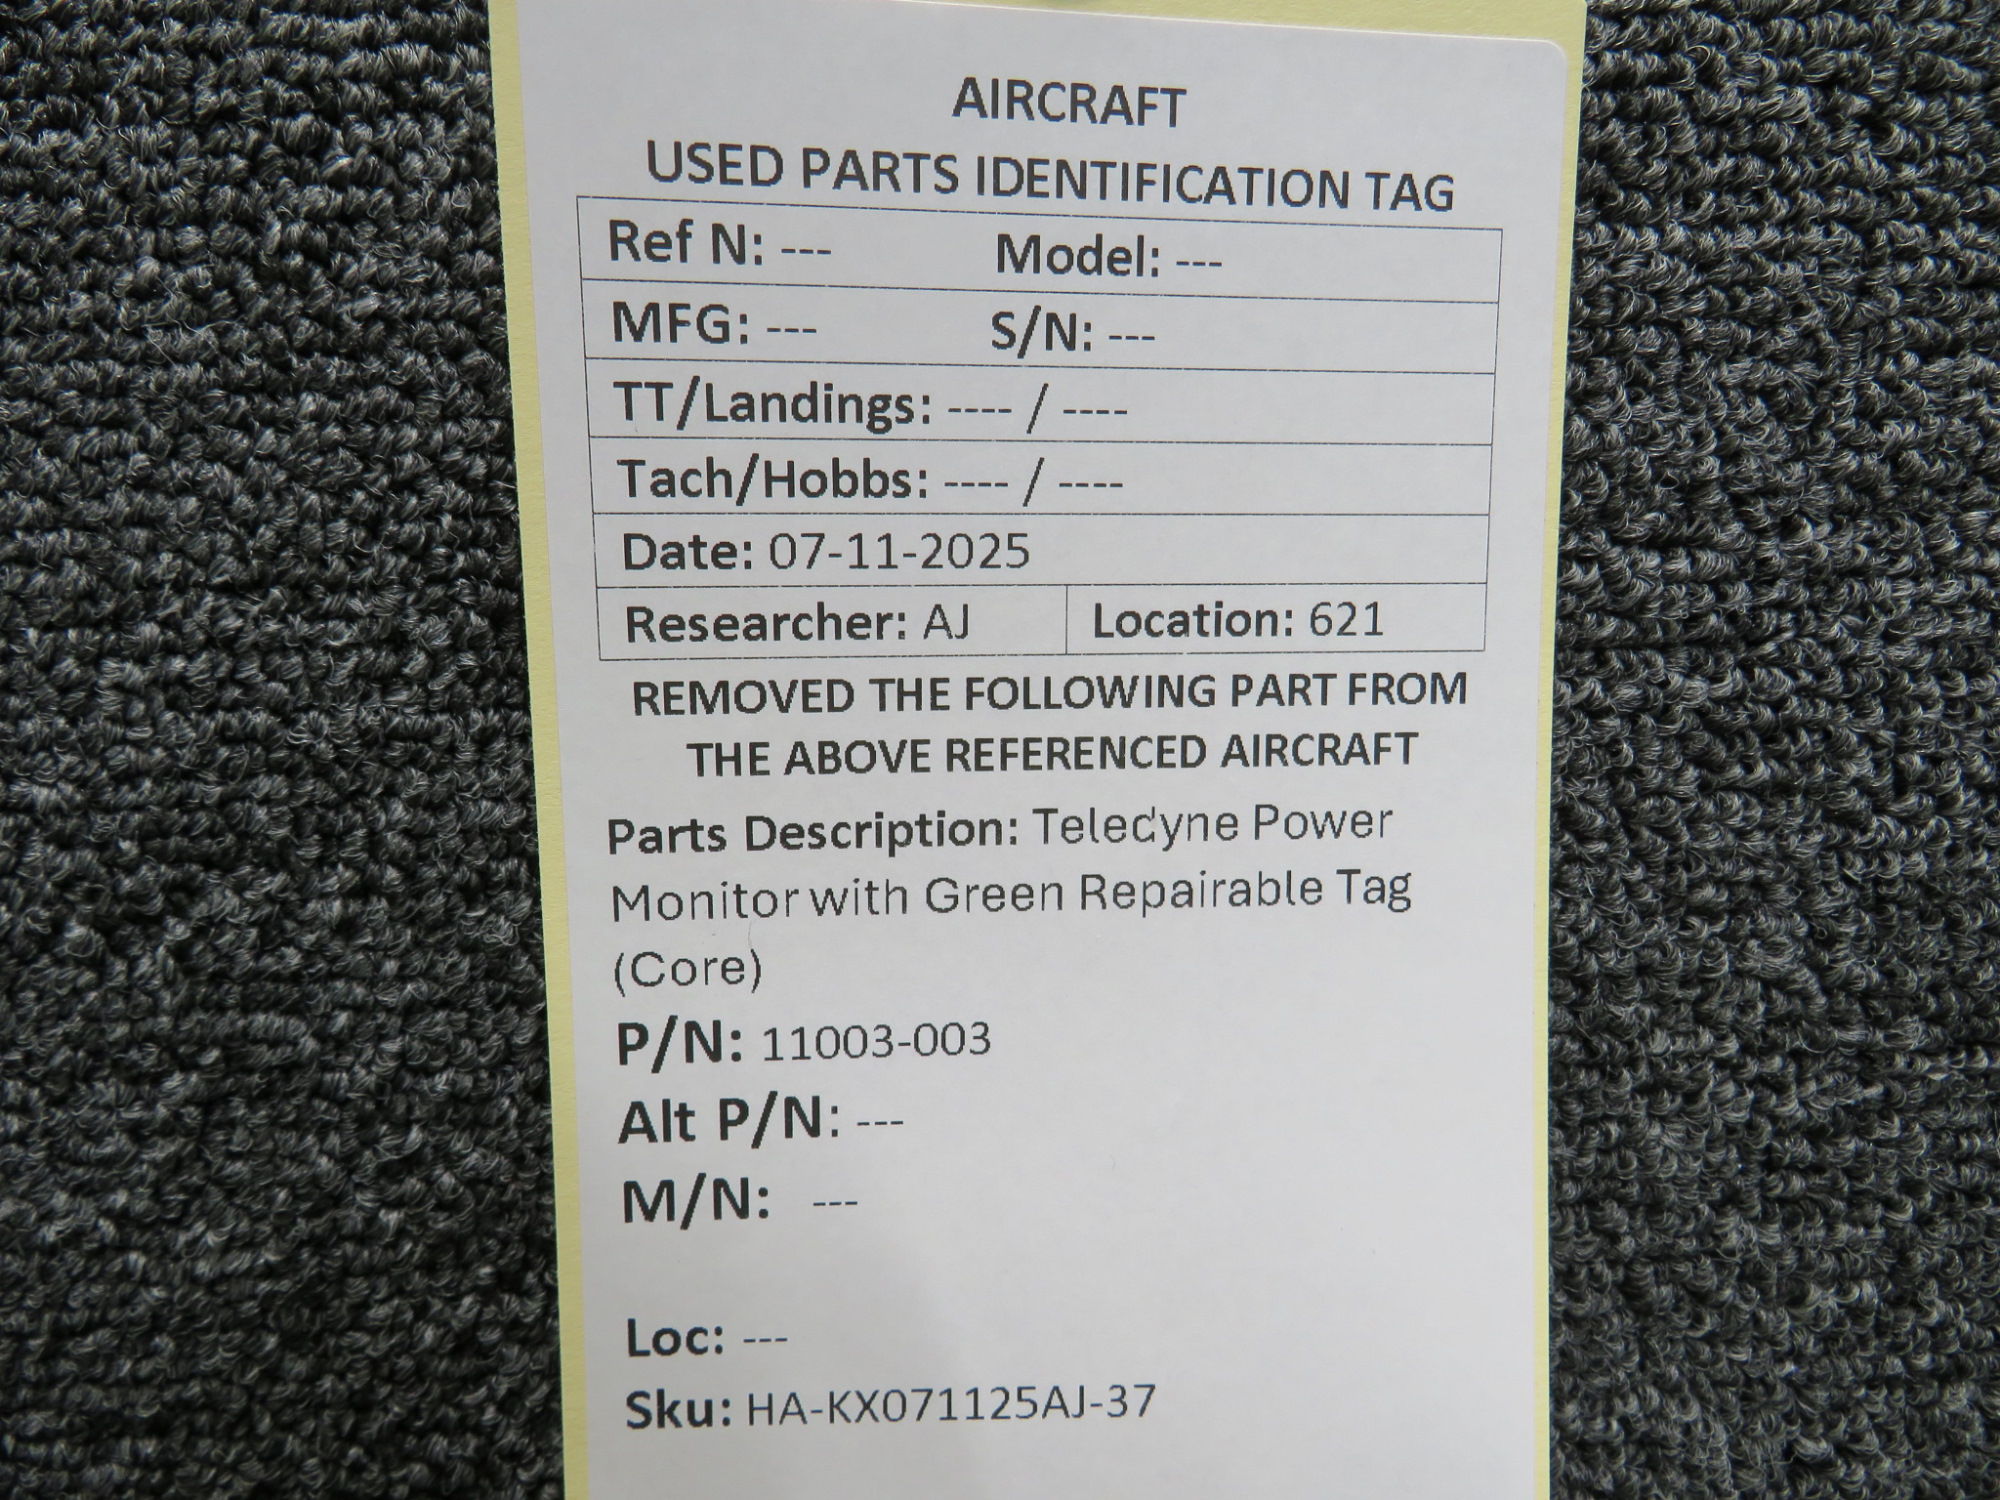 AIRCRAFT
USED PARTS IDENTIFICATION TAG
Ref N: --- Model: ---
MFG: --- S/N: ---
TT/Landings: ---- / ----
Tach/Hobbs: ---- / ----
Date: 07-11-2025
Researcher: AJ Location: 621
REMOVED THE FOLLOWING PART FROM
THE ABOVE REFERENCED AIRCRAFT
Parts Description: Teledyne Power
Monitor with Green Repairable Tag
(Core)
P/N: 11003-003
Alt P/N: ---
M/N: ---
Loc: ---
Sku: HA-KX071125AJ-37